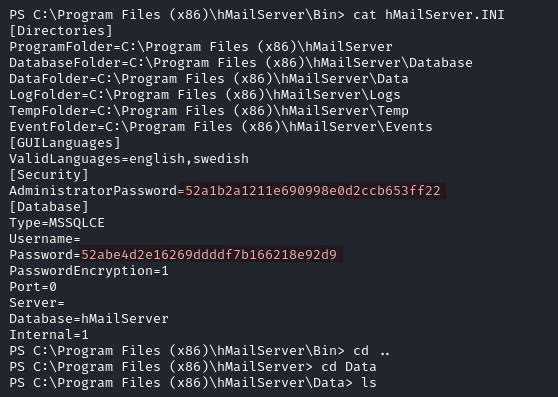 PS C:\Program Files (x86)\hMailServer\Bin> cat hMailServer.INI
[Directories]
ProgramFolder=C:\Program Files (x86)\hMailServer
DatabaseFolder=C:\Program Files (x86)\hMailServer\Database
DataFolder=C:\Program Files (x86)\hMailServer\Data
LogFolder=C:\Program Files (x86)\hMailServer\Logs
TempFolder=C:\Program Files (x86)\hMailServer\Temp
EventFolder=C:\Program Files (x86)\hMailServer\Events
[GUILanguages]
ValidLanguages=english,swedish
[Security]
AdministratorPassword=52a1b2a1211e690998e0d2ccb653ff22
[Database]
Type=MSSQLCE
Username=
Password=52abe4d2e16269ddddf7b166218e92d9
PasswordEncryption=1
Port=0
Server=
Database=hMailServer
Internal=1
PS C:\Program Files (x86)\hMailServer\Bin> cd ..
PS C:\Program Files (x86)\hMailServer> cd Data
PS C:\Program Files (x86)\hMailServer\Data> ls